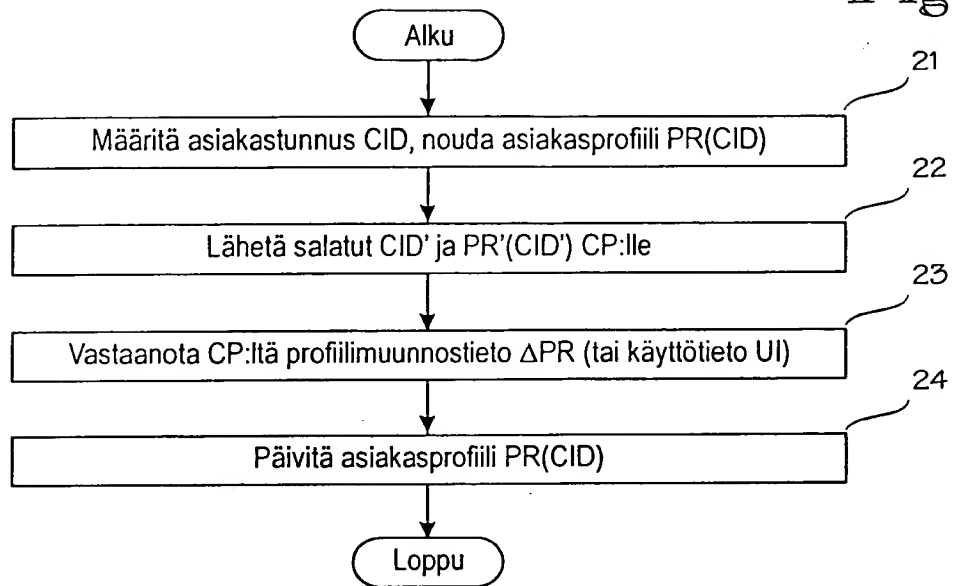 Alku
21
Määritä asiakastunnus CID, nouda asiakasprofiili PR(CID)
22
Lähetä salatut CID' ja PR'(CID') CP:lle
23
Vastaanota CP:ltä profiilimuunnostieto ΔPR (tai käyttötieto UI)
24
Päivitä asiakasprofiili PR(CID)
Loppu